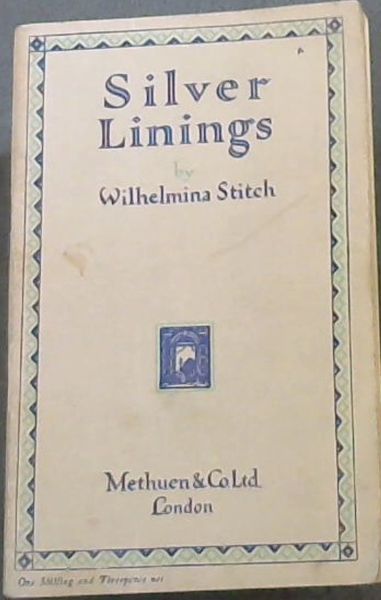 Silver
Linings
by
Wilhelmina Stitch
Methuen & Co. Ltd
London
One Shilling and Threepence net